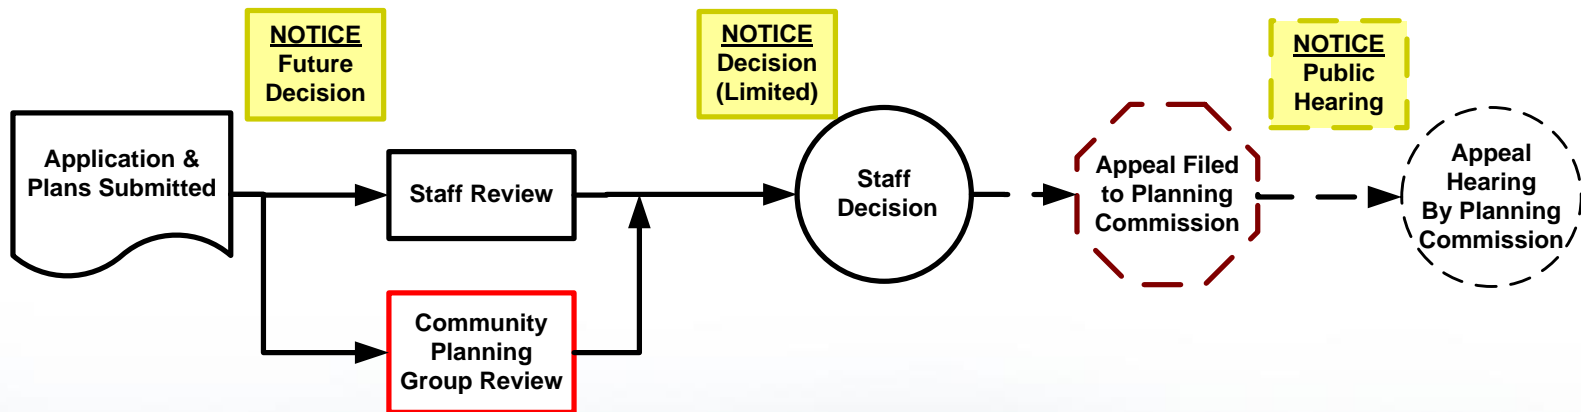 NOTICE
Future
Decision
NOTICE
Decision
(Limited)
NOTICE
Public
Hearing
Application &
Plans Submitted
Staff Review
Community
Planning
Group Review
Staff
Decision
Appeal Filed
to Planning
Commission
Appeal
Hearing
By Planning
Commission